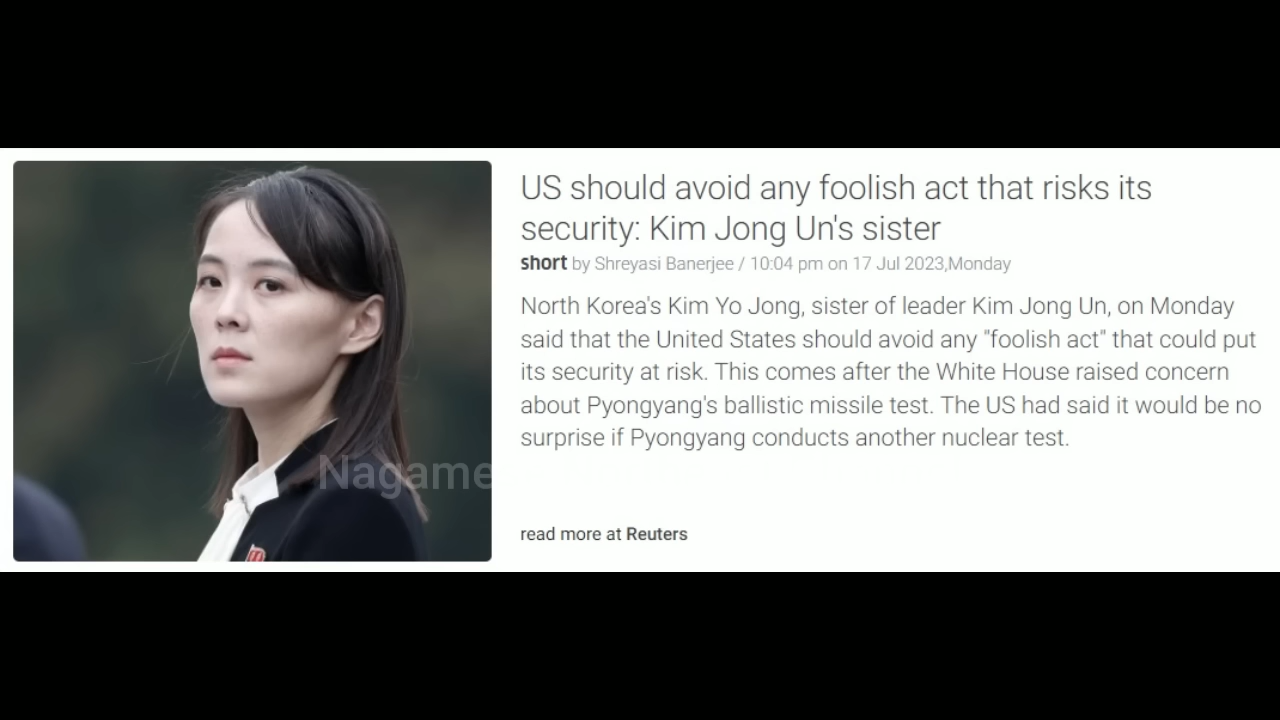 US should avoid any foolish act that risks its
security: Kim Jong Un's sister
short by Shreyasi Banerjee / 10:04 pm on 17 Jul 2023,Monday
North Korea's Kim Yo Jong, sister of leader Kim Jong Un, on Monday
said that the United States should avoid any "foolish act" that could put
its security at risk. This comes after the White House raised concern
about Pyongyang's ballistic missile test. The US had said it would be no
surprise if Pyongyang conducts another nuclear test.
Nagame
read more at Reuters